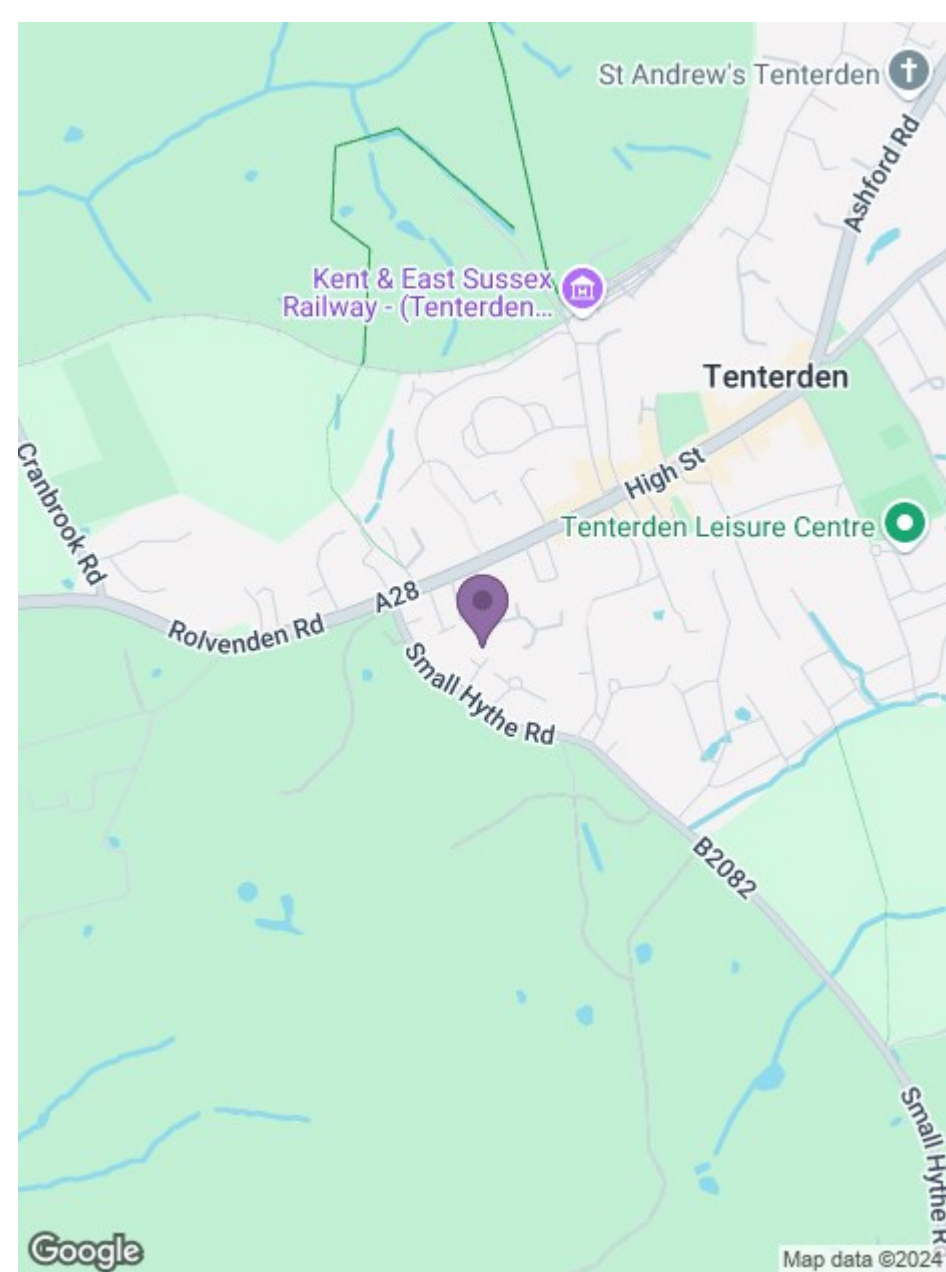 St Andrew's Tenterden
Ashford Rd
Kent & East Sussex
Railway - (Tenterden...
Tenterden
High St
Cranbrook Rd
Tenterden Leisure Centre
A28
Rolvenden Rd
Small Hythe Rd
B2082
Small Hythe R
Google
Map data ©2024